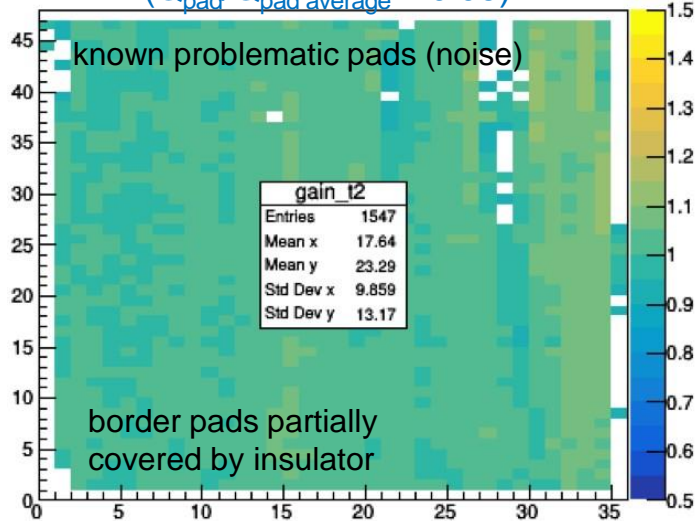 known problematic pads (noise)
gain_t2
Entries 1547
Mean x 17.64
Mean y 23.29
Std Dev x 9.859
Std Dev y 13.17
border pads partially
covered by insulator
45
40
35
30
25
20
15
10
5
0
0 5 10 15 20 25 30 35
1.5
1.4
1.3
1.2
1.1
1
0.9
0.8
0.7
0.6
0.5